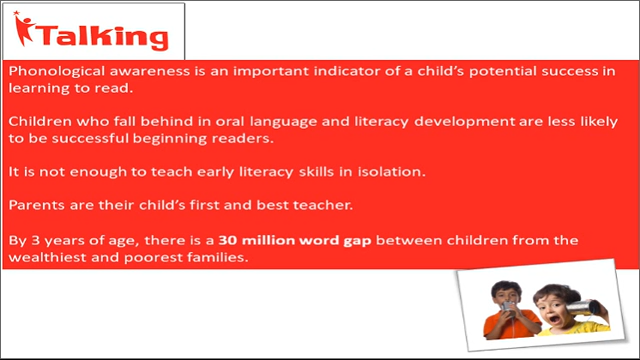 Talking
Phonological awareness is an important indicator of a child's potential success in
learning to read.
Children who fall behind in oral language and literacy development are less likely
to be successful beginning readers.
It is not enough to teach early literacy skills in isolation.
Parents are their child's first and best teacher.
By 3 years of age, there is a 30 million word gap between children from the
wealthiest and poorest families.